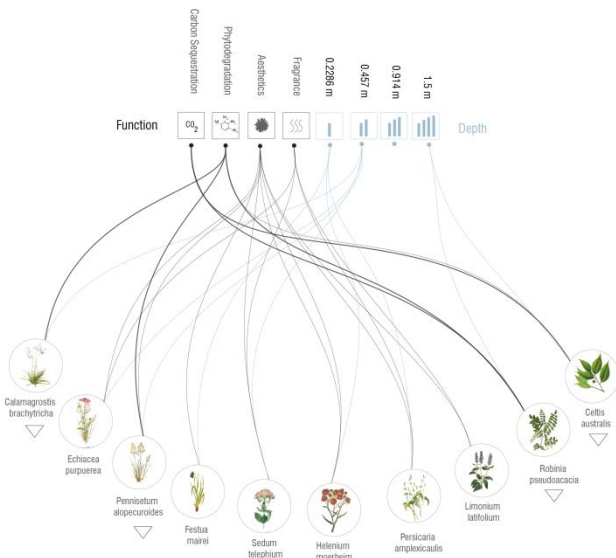 Carbon Sequestration
Phytodegradation
Aesthetics
Fragrance
0.2286 m
0.457 m
0.914 m
1.5 m
Function
CO₂
Depth
Calamagrostis
brachytricha
Echiacea
purpuerea
Pennisetum
alopecuroides
Festua
mairei
Sedum
telephium
Helenium
moerheim
Persicaria
amplexicaulis
Limonium
latifolium
Robinia
pseudoacacia
Celtis
australis